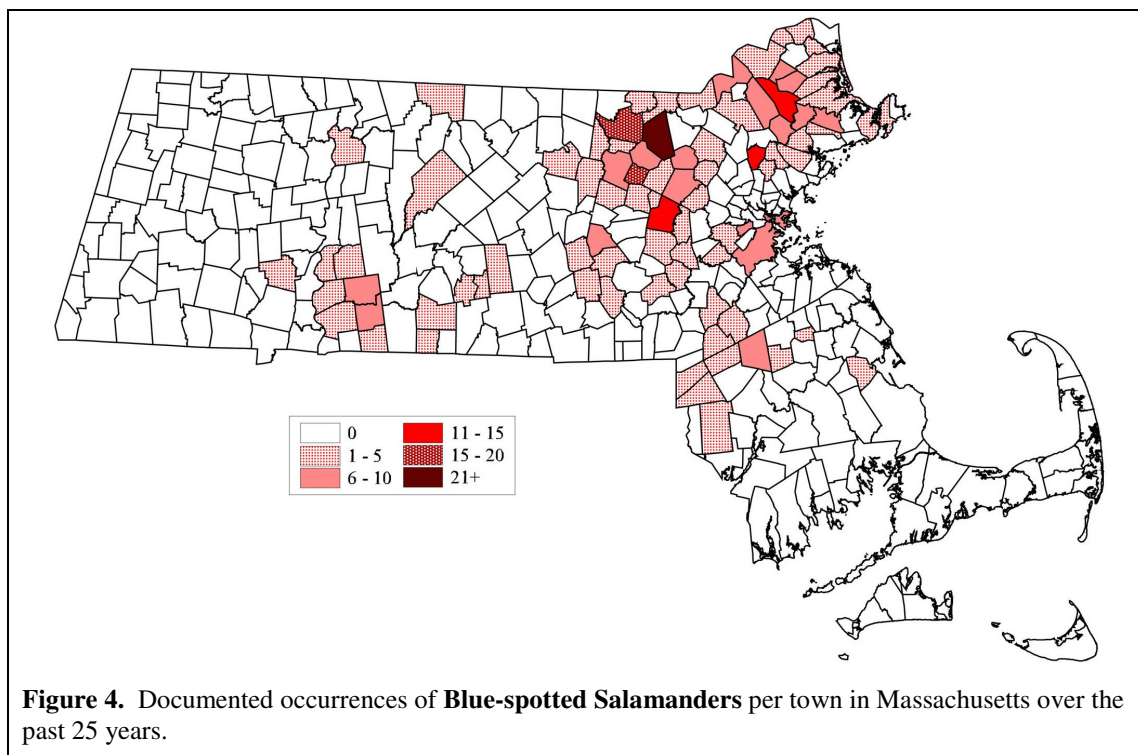 0
11 - 15
1 - 5
15 - 20
6 - 10
21+
Figure 4. Documented occurrences of Blue-spotted Salamanders per town in Massachusetts over the
past 25 years.